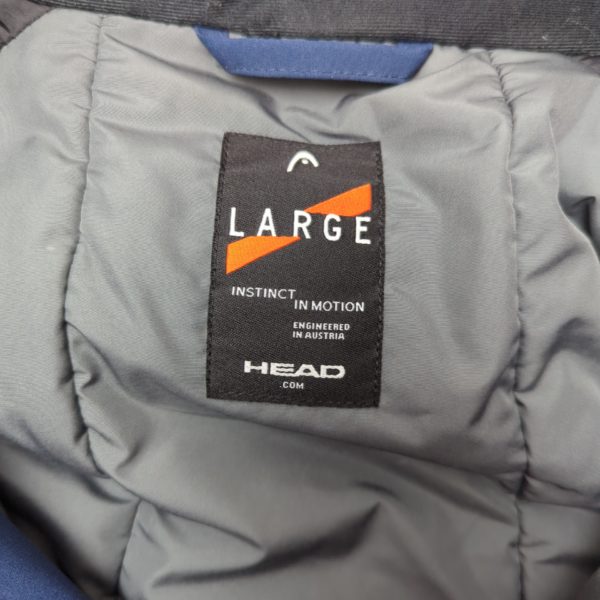 LARGE
INSTINCT
IN MOTION
ENGINEERED
IN AUSTRIA
HEAD
.COM